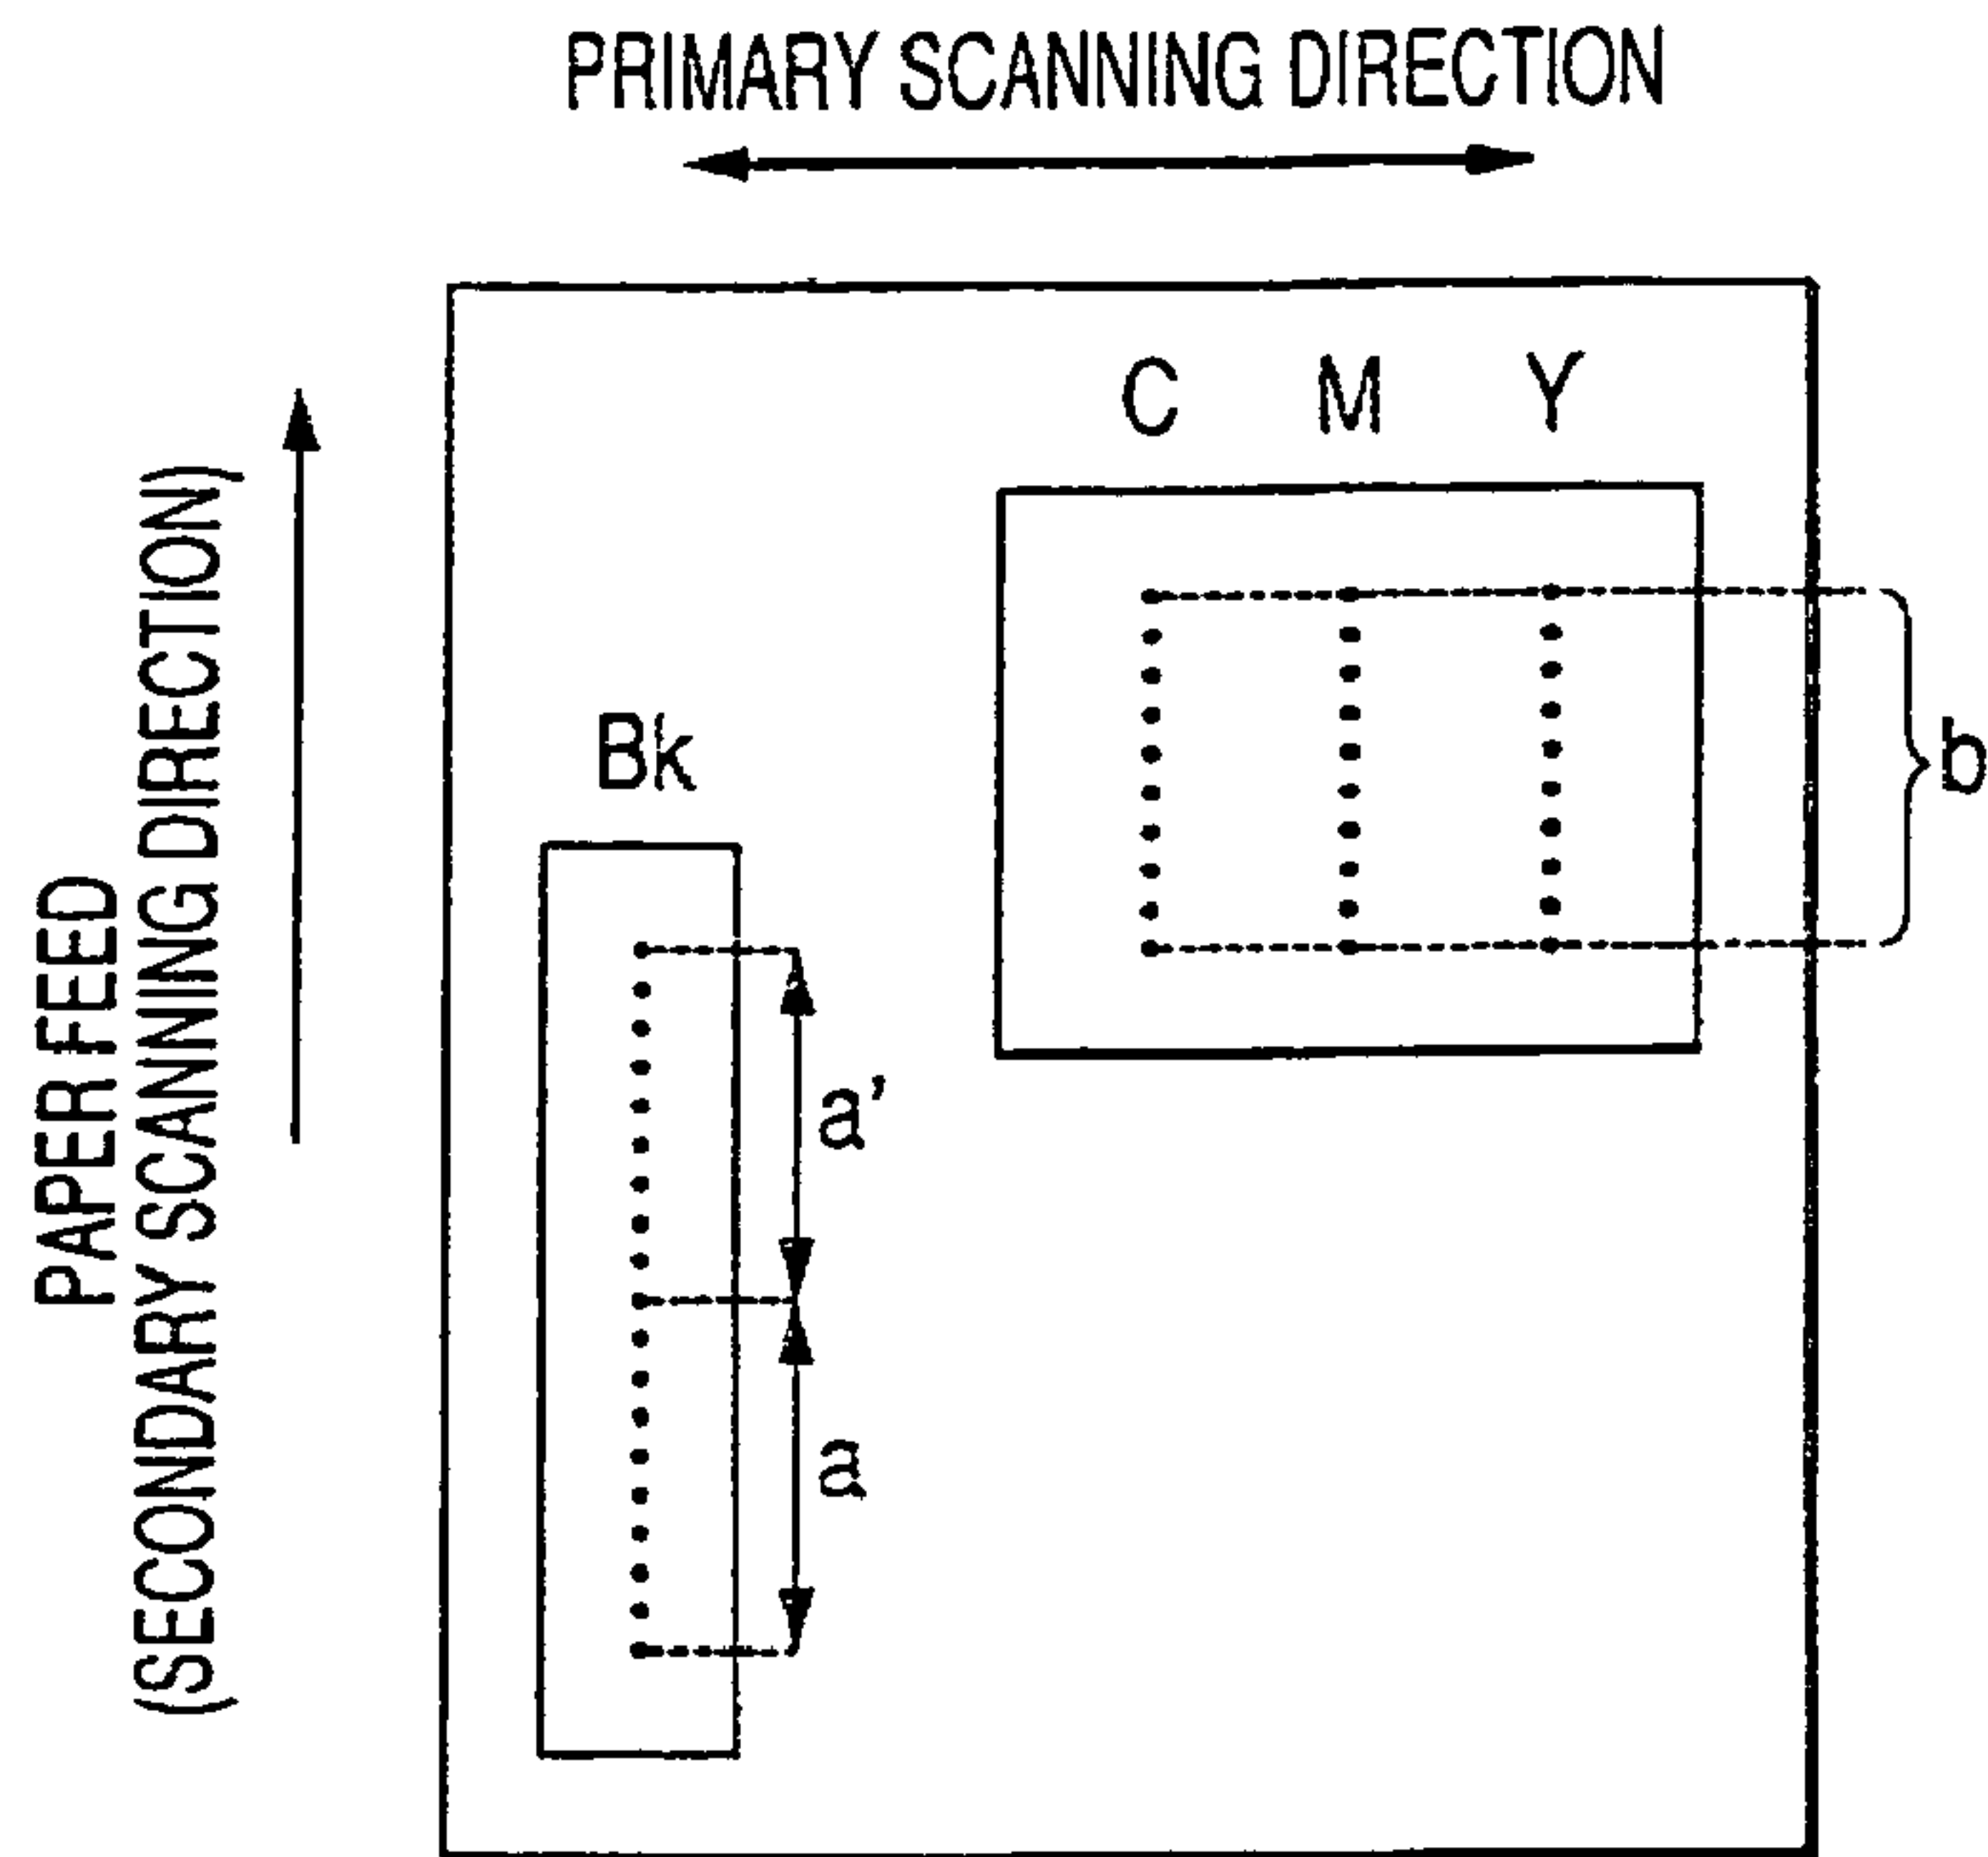 PRIMARY SCANNING DIRECTION
PAPER FEED
(SECONDARY SCANNING DIRECTION)
C M Y
Bk
b
a'
a